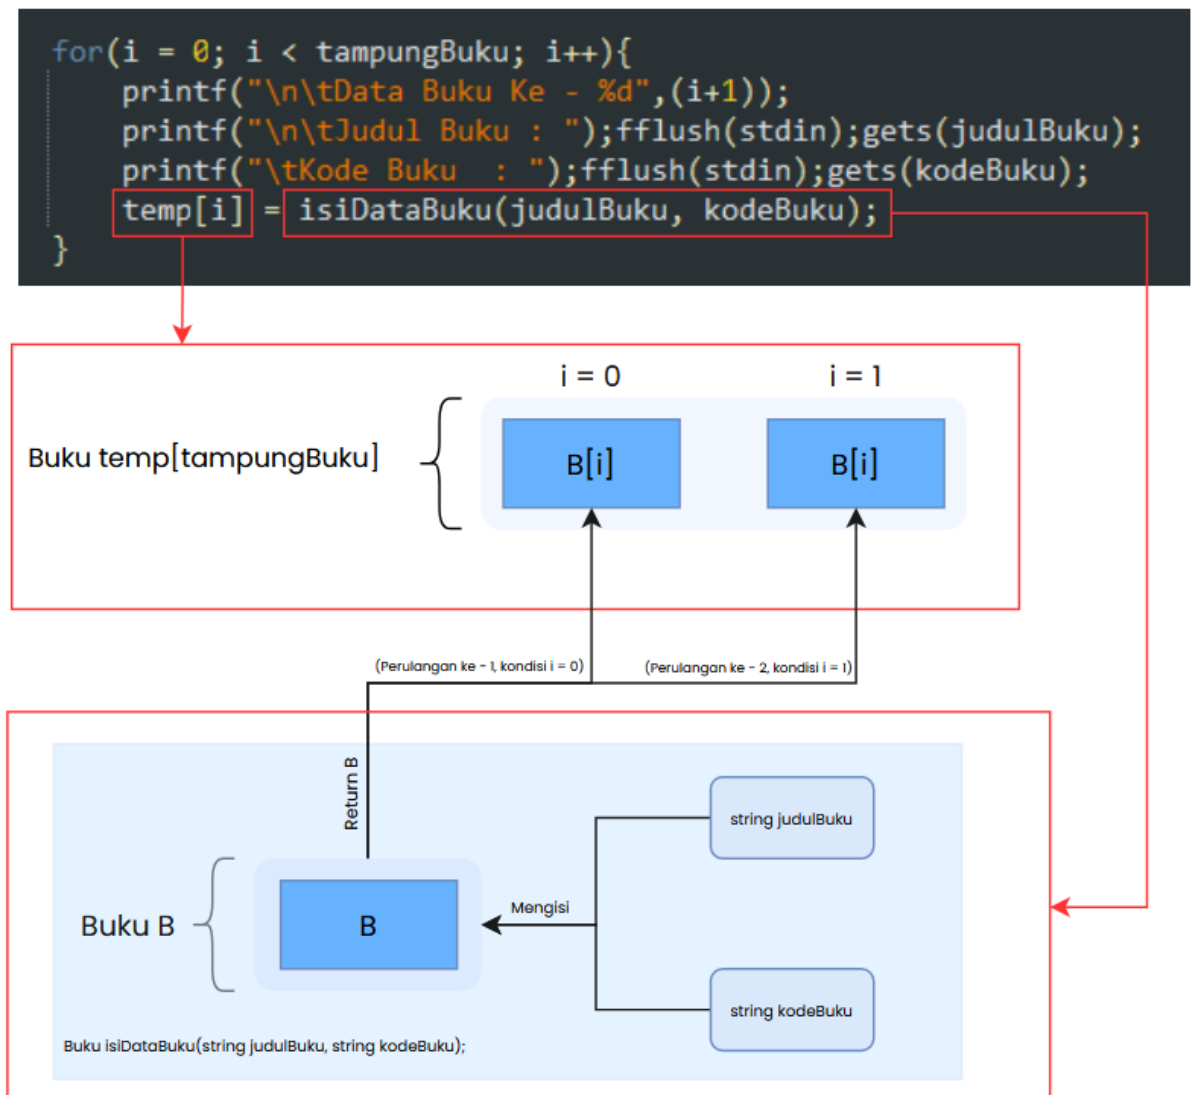 for(i = 0; i < tampungBuku; i++){
printf("\n\tData Buku Ke - %d",(i+1));
printf("\n\tJudul Buku : ");fflush(stdin);gets(judulBuku);
printf("\tKode Buku  : ");fflush(stdin);gets(kodeBuku);
temp[i] = isiDataBuku(judulBuku, kodeBuku);
}
i = 0
i = 1
Buku temp[tampungBuku]
B[i]
B[i]
(Perulangan ke - 1, kondisi i = 0)
(Perulangan ke - 2, kondisi i = 1)
Return B
string judulBuku
Mengisi
Buku B
B
string kodeBuku
Buku isiDataBuku(string judulBuku, string kodeBuku);